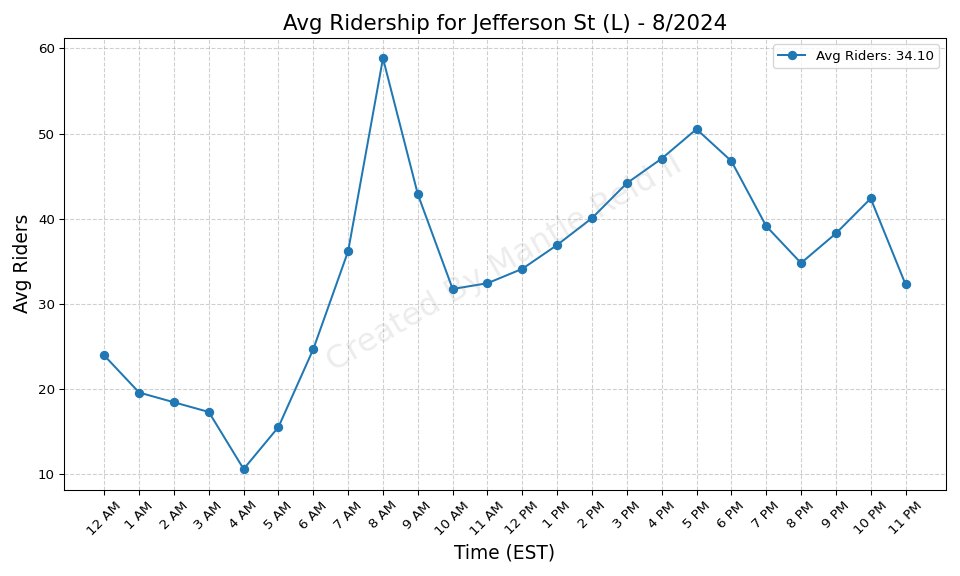 Avg Ridership for Jefferson St (L) - 8/2024
Avg Riders: 34.10
60
50
40
30
20
10
Avg Riders
Created By Mantle Reid II
12 AM
1 AM
2 AM
3 AM
4 AM
5 AM
6 AM
7 AM
8 AM
9 AM
10 AM
11 AM
12 PM
1 PM
2 PM
3 PM
4 PM
5 PM
6 PM
7 PM
8 PM
9 PM
10 PM
11 PM
Time (EST)